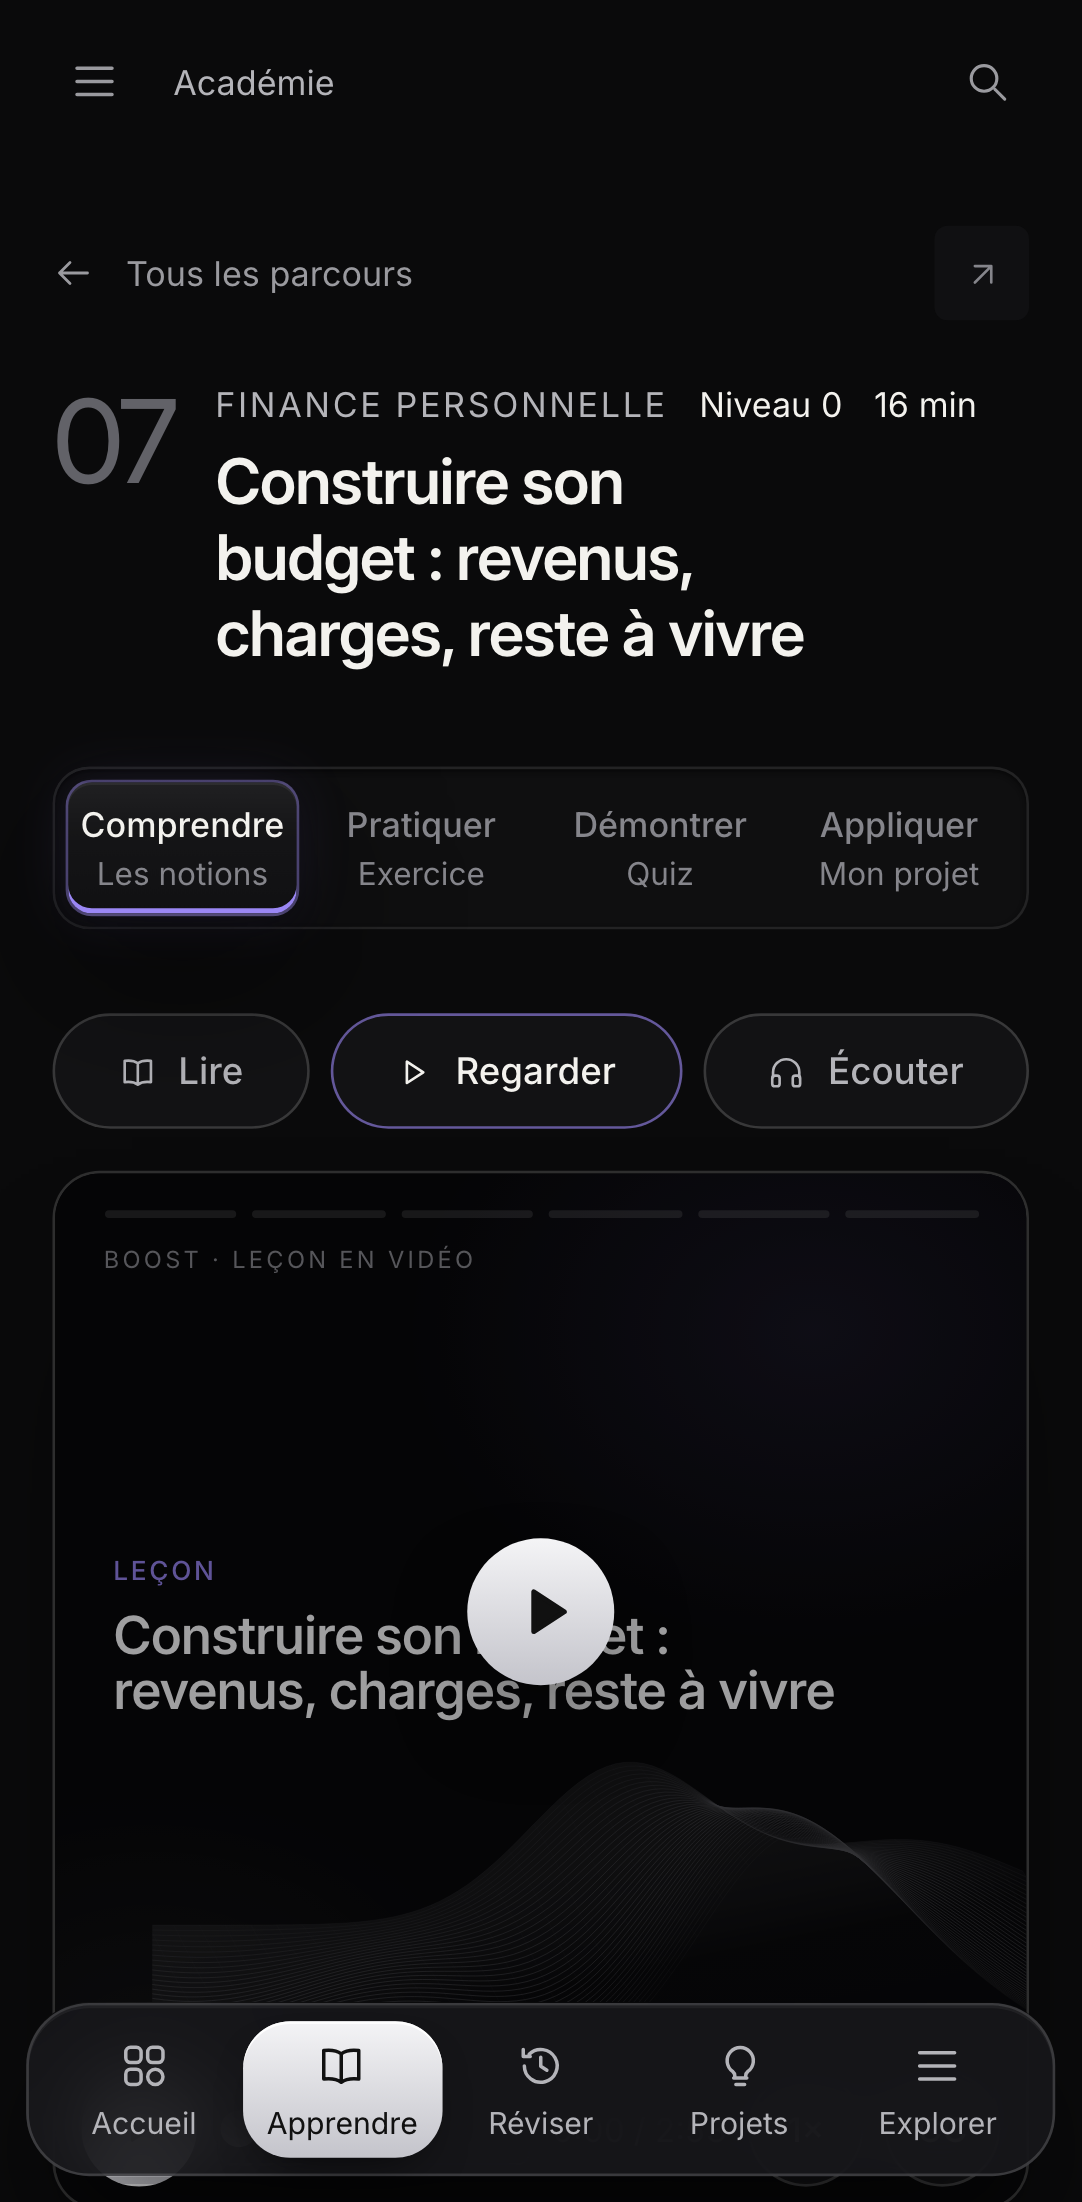 Académie
Tous les parcours
07
FINANCE PERSONNELLE Niveau 0 16 min
Construire son
budget : revenus,
charges, reste à vivre
Comprendre
Les notions
Pratiquer
Exercice
Démontrer
Quiz
Appliquer
Mon projet
Lire
Regarder
Écouter
BOOST · LEÇON EN VIDÉO
LEÇON
Construire son et :
revenus, charges, reste à vivre
Accueil
Apprendre
Réviser
Projets
Explorer